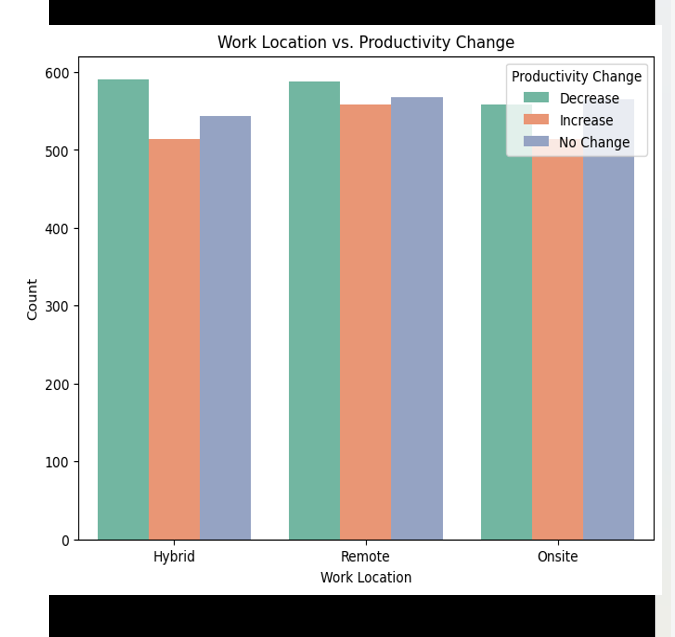 Work Location vs. Productivity Change
Productivity Change
Decrease
Increase
No Change
600
500
400
300
200
100
0
Count
Hybrid
Remote
Onsite
Work Location